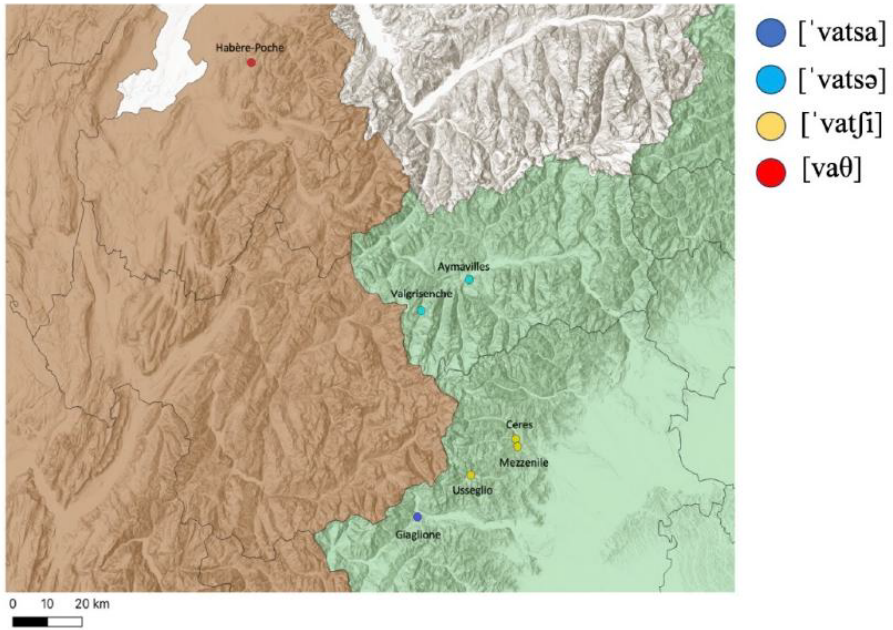 Habère-Poche
Aymavilles
Valgrisenche
Ceres
Mezzenile
Usseglio
Giaglione
0 10 20 km
[ˈvatsa]
[ˈvatsə]
[ˈvatʃi]
[vaθ]